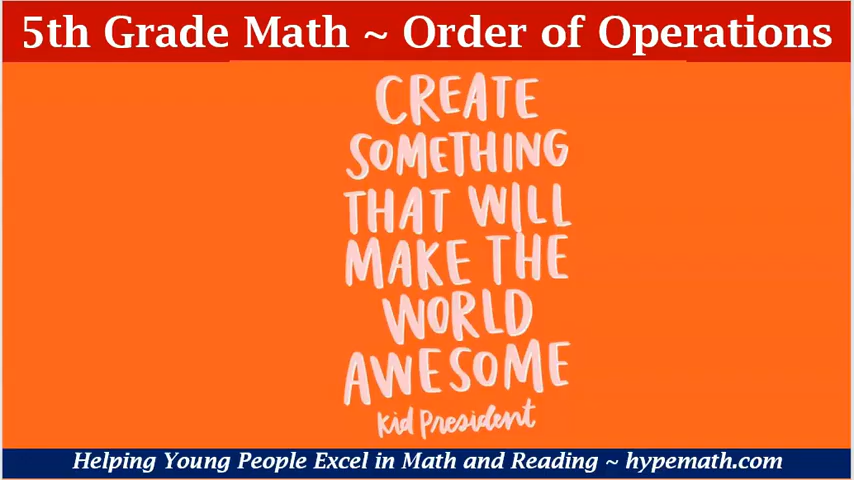 5th Grade Math ~ Order of Operations
CREATE
SOMETHING
THAT WILL
MAKE THE
WORLD
AWESOME
Kid President
Helping Young People Excel in Math and Reading ~ hypemath.com